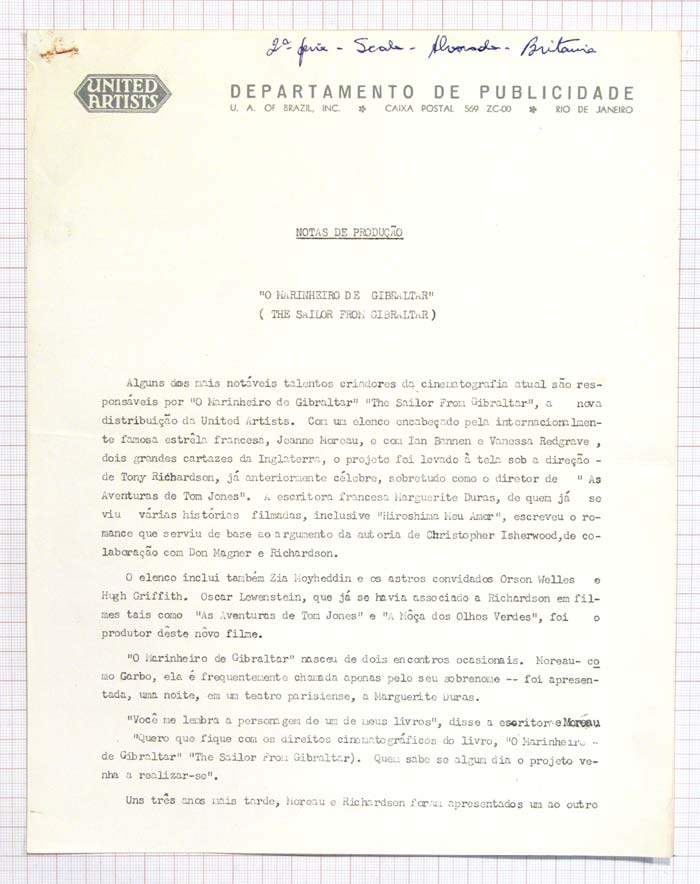 2ª feira - Scala - Alvorada - Britania
UNITED
ARTISTS
DEPARTAMENTO DE PUBLICIDADE
U. A. OF BRAZIL, INC. * CAIXA POSTAL 569 ZC-00 * RIO DE JANEIRO
NOTAS DE PRODUÇÃO
"O MARINHEIRO DE GIBRALTAR"
( THE SAILOR FROM GIBRALTAR)
Alguns dos mais notáveis talentos criadores da cinematografia atual são res-
ponsáveis por "O Marinheiro de Gibraltar" "The Sailor From Gibraltar", a nova
distribuição da United Artists. Com um elenco encabeçado pela internacionalmen-
te famosa estrêla francesa, Jeanne Moreau, e com Ian Bannen e Vanessa Redgrave ,
dois grandes cartazes da Inglaterra, o projeto foi levado à tela sob a direção -
de Tony Richardson, já anteriormente célebre, sobretudo como o diretor de " As
Aventuras de Tom Jones". A escritora francesa Marguerite Duras, de quem já se
viu várias histórias filmadas, inclusive "Hiroshima Meu Amor", escreveu o ro-
mance que serviu de base ao argumento da autoria de Christopher Isherwood,de co-
laboração com Don Magner e Richardson.
O elenco inclui também Zia Moyheddin e os astros convidados Orson Welles e
Hugh Griffith. Oscar Lewenstein, que já se havia associado a Richardson em fil-
mes tais como "As Aventuras de Tom Jones" e "A Môça dos Olhos Verdes", foi o
produtor dêste nôvo filme.
"O Marinheiro de Gibraltar" nasceu de dois encontros ocasionais. Moreau- co
mo Garbo, ela é frequentemente chamada apenas pelo seu sobrenome -- foi apresen-
tada, uma noite, em um teatro parisiense, a Marguerite Duras.
"Você me lembra a personagem de um de meus livros", disse a escritor e Moreau
"Quero que fique com os direitos cinematográficos do livro, "O Marinheiro -
de Gibraltar" "The Sailor From Gibraltar). Quem sabe se algum dia o projeto ve-
nha a realizar-se".
Uns três anos mais tarde, Moreau e Richardson foram apresentados um ao outro